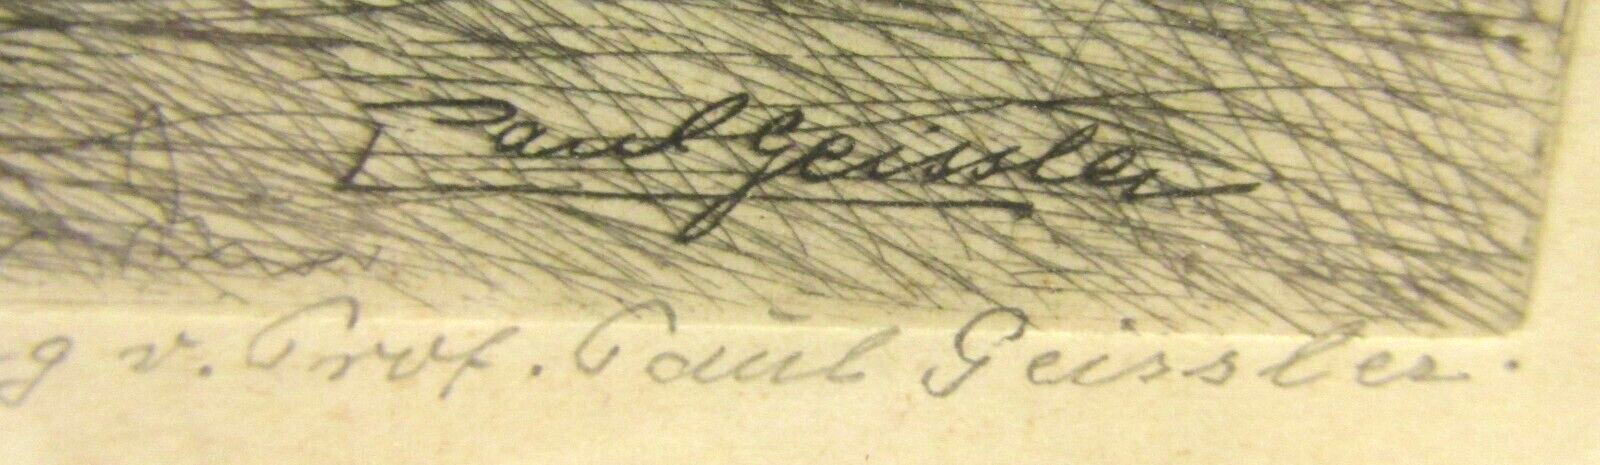 Paul Geissler
g v. Prof. Paul Geissler.